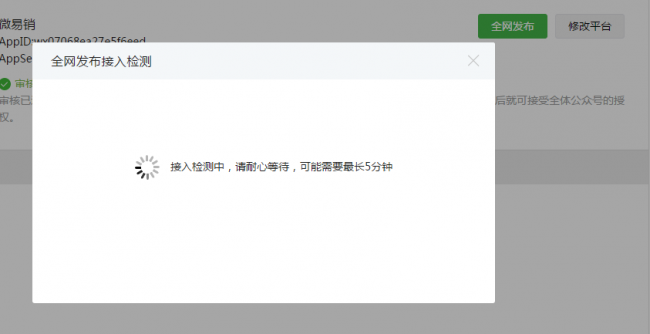 微易销
全网发布
修改平台
AppID:wx07068ea27e5f6eed
AppSe
全网发布接入检测
审核
审核已
后就可接受全体公众号的授
权。
接入检测中，请耐心等待，可能需要最长5分钟